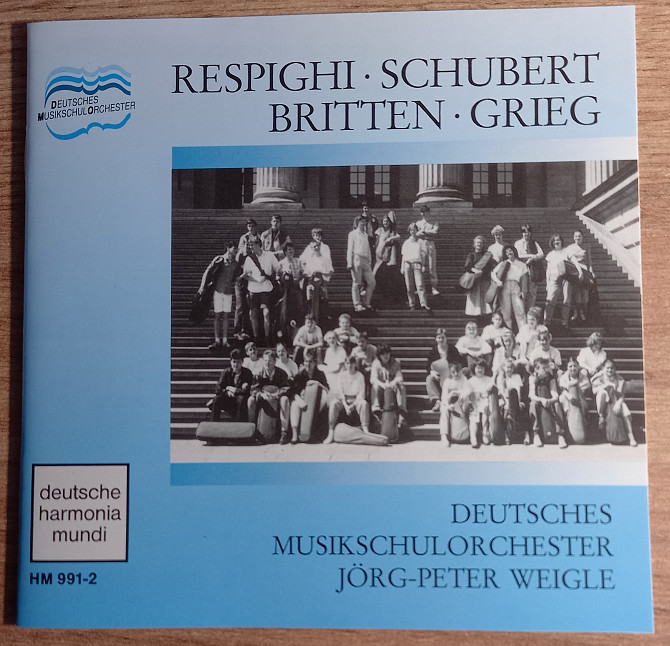 DEUTSCHES
MUSIKSCHULORCHESTER
RESPIGHI · SCHUBERT
BRITTEN · GRIEG
deutsche
harmonia
mundi
HM 991-2
DEUTSCHES
MUSIKSCHULORCHESTER
JÖRG-PETER WEIGLE